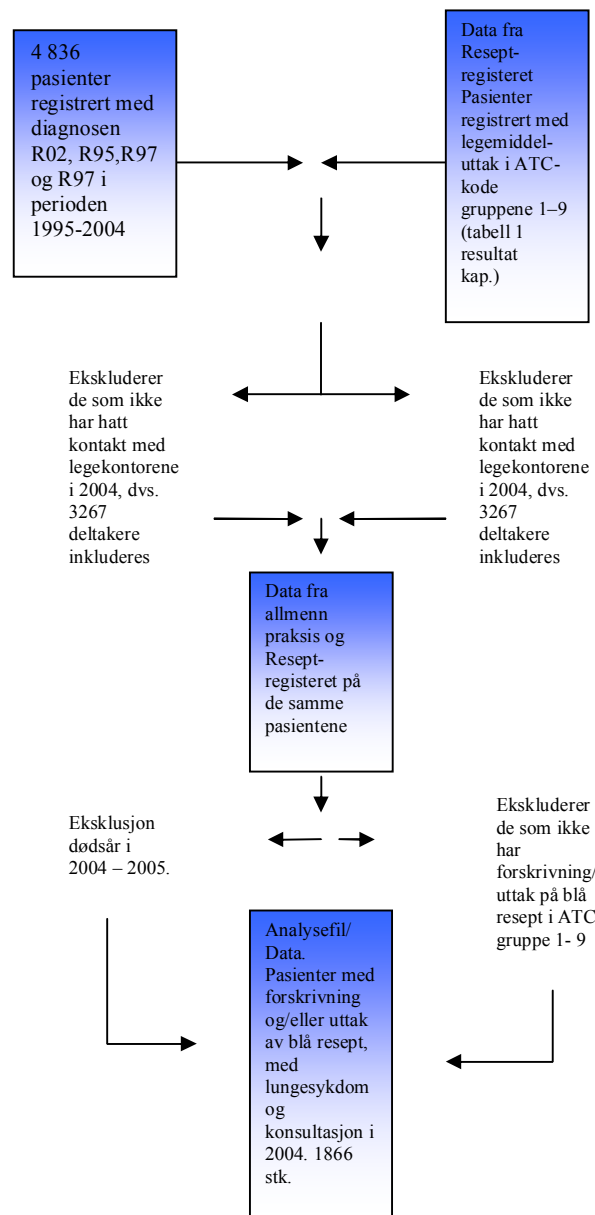 4 836
pasienter
registrert med
diagnosen
R02, R95,R97
og R97 i
perioden
1995-2004
Data fra
Resept-
registeret
Pasienter
registrert med
legemiddel-
uttak i ATC-
kode
gruppene 1–9
(tabell 1
resultat
kap.)
Ekskluderer
de som ikke
har hatt
kontakt med
legekontorene
i 2004, dvs.
3267
deltakere
inkluderes
Ekskluderer
de som ikke
har hatt
kontakt med
legekontorene
i 2004, dvs.
3267
deltakere
inkluderes
Data fra
allmenn
praksis og
Resept-
registeret på
de samme
pasientene
Eksklusjon
dødsår i
2004 – 2005.
Ekskluderer
de som ikke
har
forskrivning/
uttak på blå
resept i ATC
gruppe 1- 9
Analysefil/
Data.
Pasienter med
forskrivning
og/eller uttak
av blå resept,
med
lungesykdom
og
konsultasjon i
2004. 1866
stk.